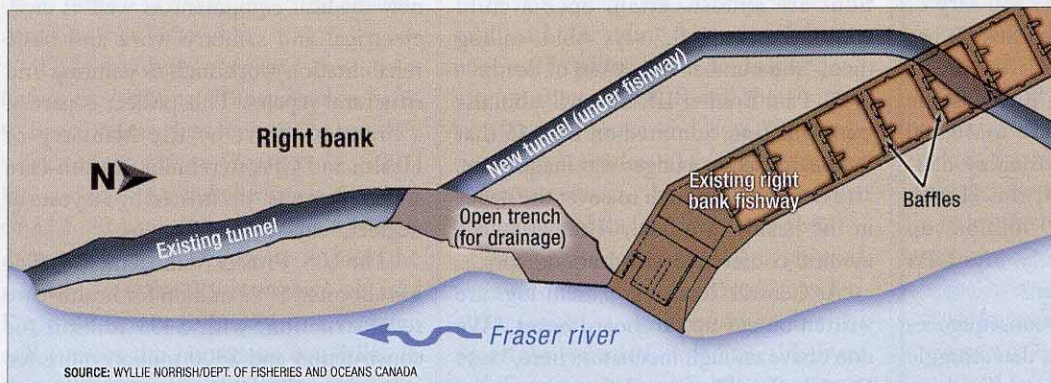 Right bank
N
Existing tunnel
Open trench
(for drainage)
New tunnel (under fishway)
Existing right
bank fishway
Baffles
Fraser river
SOURCE: WYLLIE NORRISH/DEPT. OF FISHERIES AND OCEANS CANADA